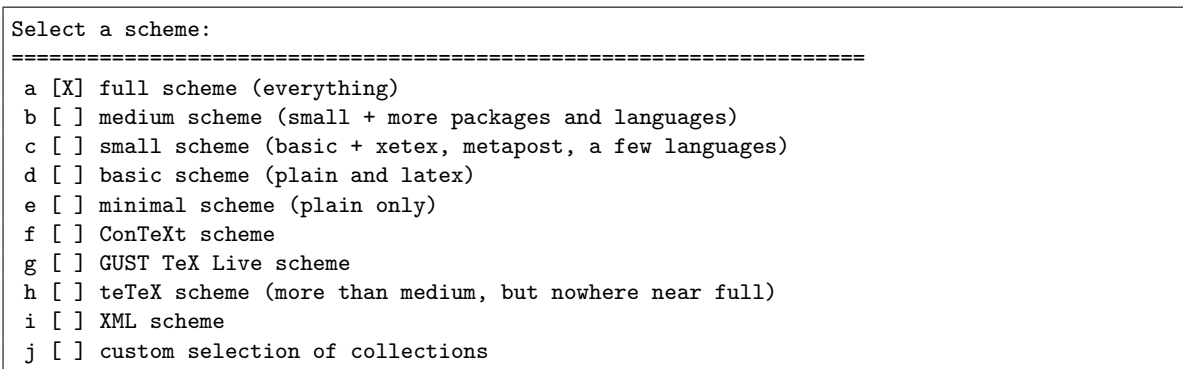 Select a scheme:
====================================================================
a [X] full scheme (everything)
b [ ] medium scheme (small + more packages and languages)
c [ ] small scheme (basic + xetex, metapost, a few languages)
d [ ] basic scheme (plain and latex)
e [ ] minimal scheme (plain only)
f [ ] ConTeXt scheme
g [ ] GUST TeX Live scheme
h [ ] teTeX scheme (more than medium, but nowhere near full)
i [ ] XML scheme
j [ ] custom selection of collections